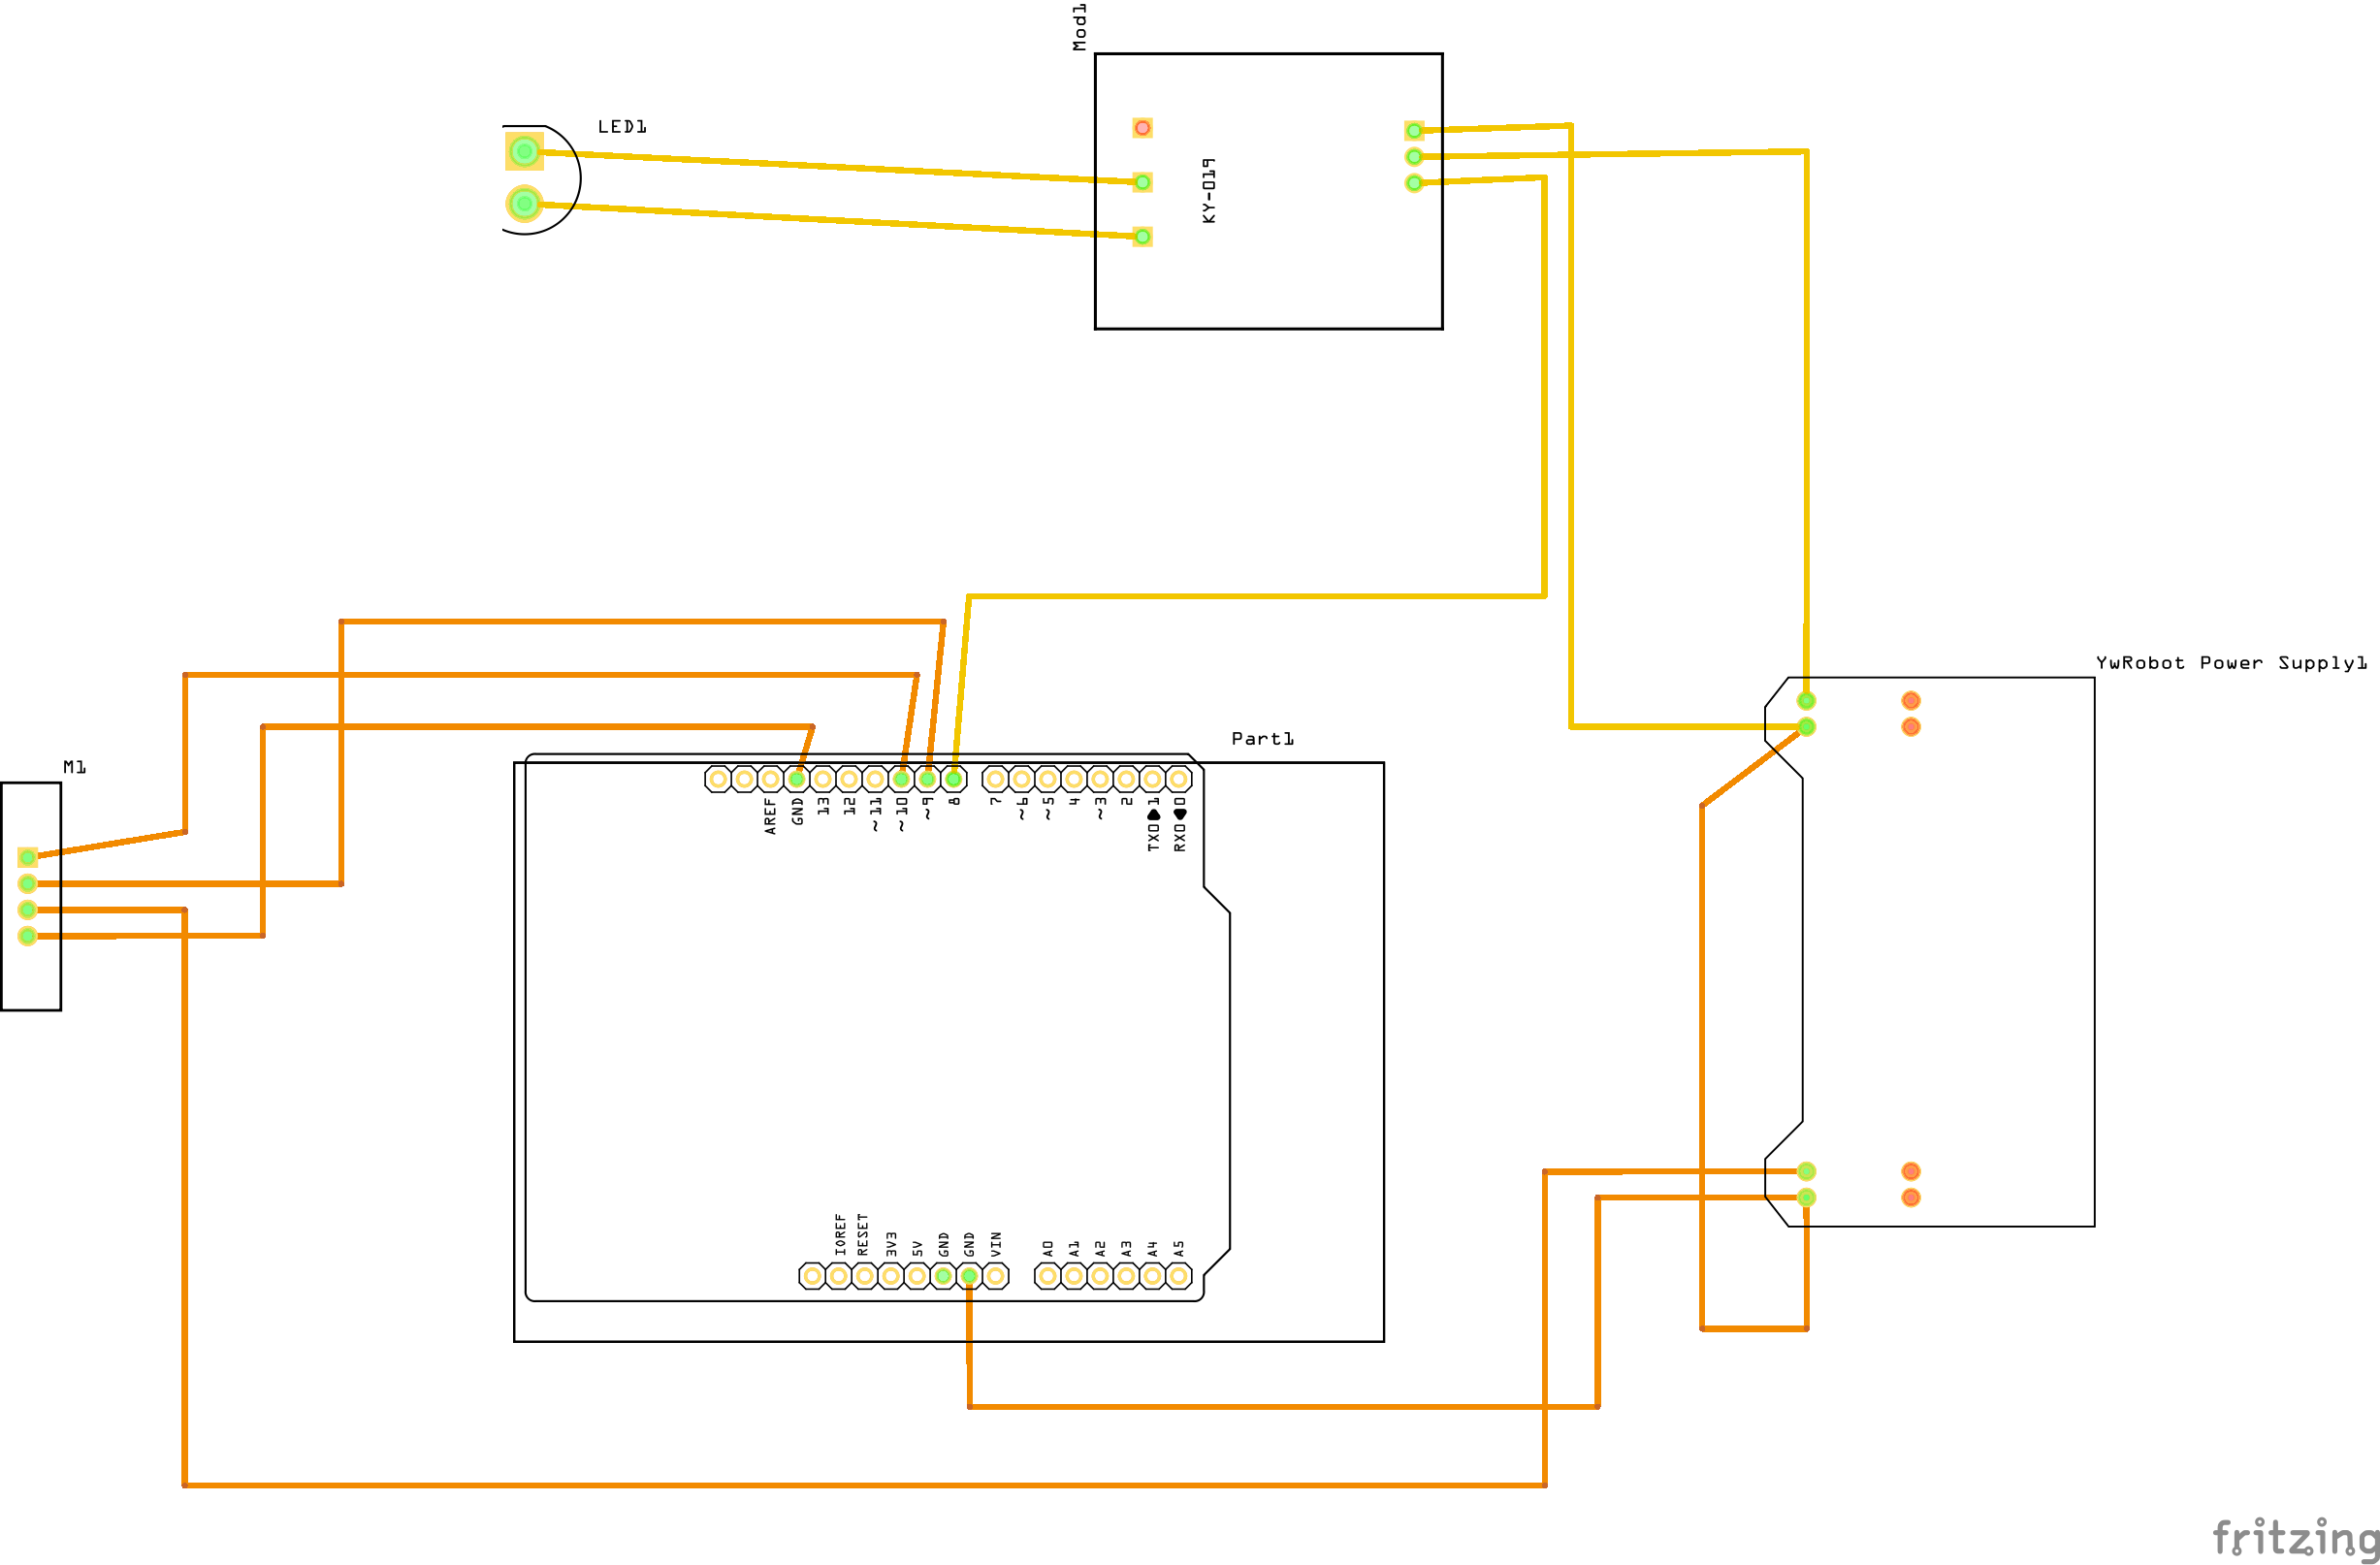 Mod1
LED1
KY-019
YwRobot Power Supply1
Part1
M1
AREF
GND
13
12
~11
~10
~9
8
7
~6
~5
4
~3
2
TX0▶1
RX0◀0
IOREF
RESET
3V3
5V
GND
GND
VIN
A0
A1
A2
A3
A4
A5
fritzing